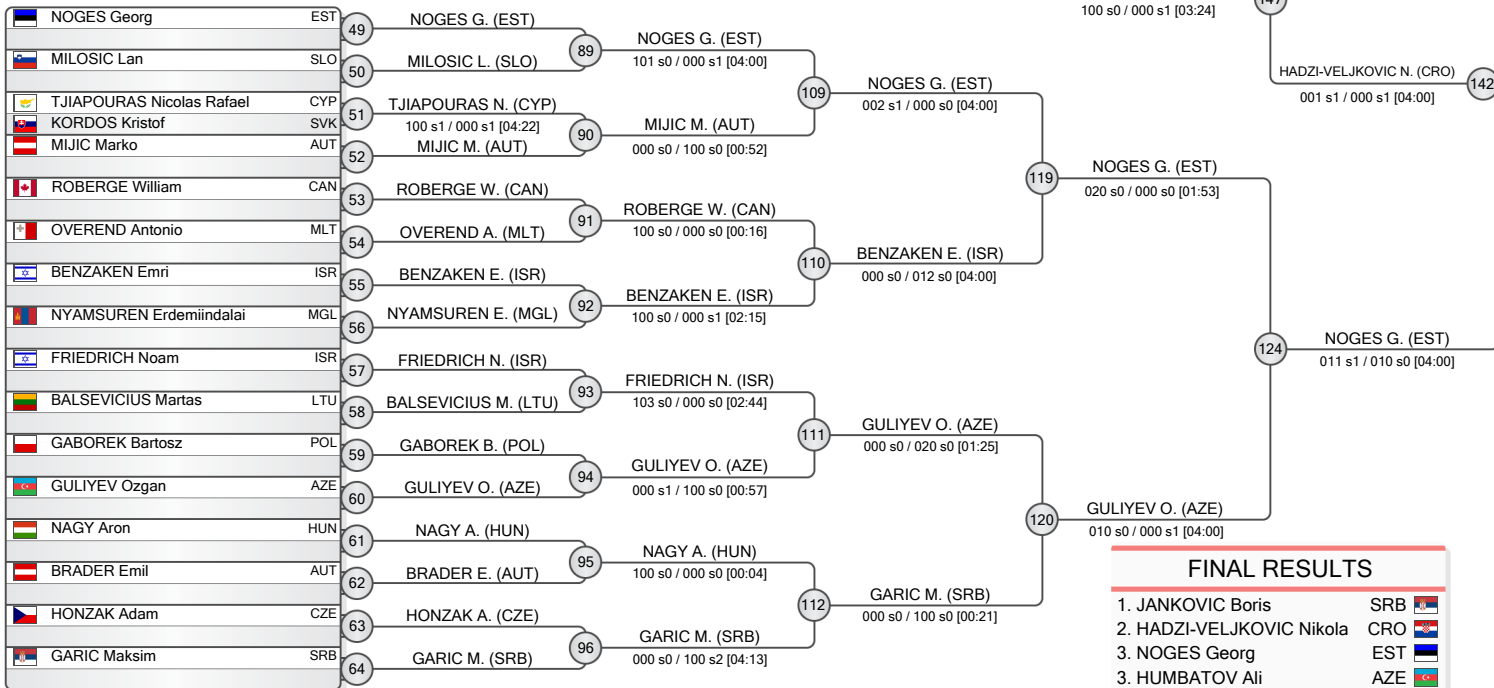 100 s0 / 000 s1 [03:24]
HADZI-VELJKOVIC N. (CRO)
001 s1 / 000 s1 [04:00]
142
NOGES Georg EST
MILOSIC Lan SLO
TJIAPOURAS Nicolas Rafael CYP
KORDOS Kristof SVK
MIJIC Marko AUT
ROBERGE William CAN
OVEREND Antonio MLT
BENZAKEN Emri ISR
NYAMSUREN Erdemiindalai MGL
FRIEDRICH Noam ISR
BALSEVICIUS Martas LTU
GABOREK Bartosz POL
GULIYEV Ozgan AZE
NAGY Aron HUN
BRADER Emil AUT
HONZAK Adam CZE
GARIC Maksim SRB
49
50
51
52
53
54
55
56
57
58
59
60
61
62
63
64
NOGES G. (EST)
MILOSIC L. (SLO)
TJIAPOURAS N. (CYP)
100 s1 / 000 s1 [04:22]
MIJIC M. (AUT)
ROBERGE W. (CAN)
OVEREND A. (MLT)
BENZAKEN E. (ISR)
NYAMSUREN E. (MGL)
FRIEDRICH N. (ISR)
BALSEVICIUS M. (LTU)
GABOREK B. (POL)
GULIYEV O. (AZE)
NAGY A. (HUN)
BRADER E. (AUT)
HONZAK A. (CZE)
GARIC M. (SRB)
89
90
91
92
93
94
95
96
NOGES G. (EST)
101 s0 / 000 s1 [04:00]
MIJIC M. (AUT)
000 s0 / 100 s0 [00:52]
ROBERGE W. (CAN)
100 s0 / 000 s0 [00:16]
BENZAKEN E. (ISR)
100 s0 / 000 s1 [02:15]
FRIEDRICH N. (ISR)
103 s0 / 000 s0 [02:44]
GULIYEV O. (AZE)
000 s1 / 100 s0 [00:57]
NAGY A. (HUN)
100 s0 / 000 s0 [00:04]
GARIC M. (SRB)
000 s0 / 100 s2 [04:13]
109
110
111
112
NOGES G. (EST)
002 s1 / 000 s0 [04:00]
BENZAKEN E. (ISR)
000 s0 / 012 s0 [04:00]
GULIYEV O. (AZE)
000 s0 / 020 s0 [01:25]
GARIC M. (SRB)
000 s0 / 100 s0 [00:21]
119
120
NOGES G. (EST)
020 s0 / 000 s0 [01:53]
GULIYEV O. (AZE)
010 s0 / 000 s1 [04:00]
124
NOGES G. (EST)
011 s1 / 010 s0 [04:00]
FINAL RESULTS
1. JANKOVIC Boris SRB
2. HADZI-VELJKOVIC Nikola CRO
3. NOGES Georg EST
3. HUMBATOV Ali AZE